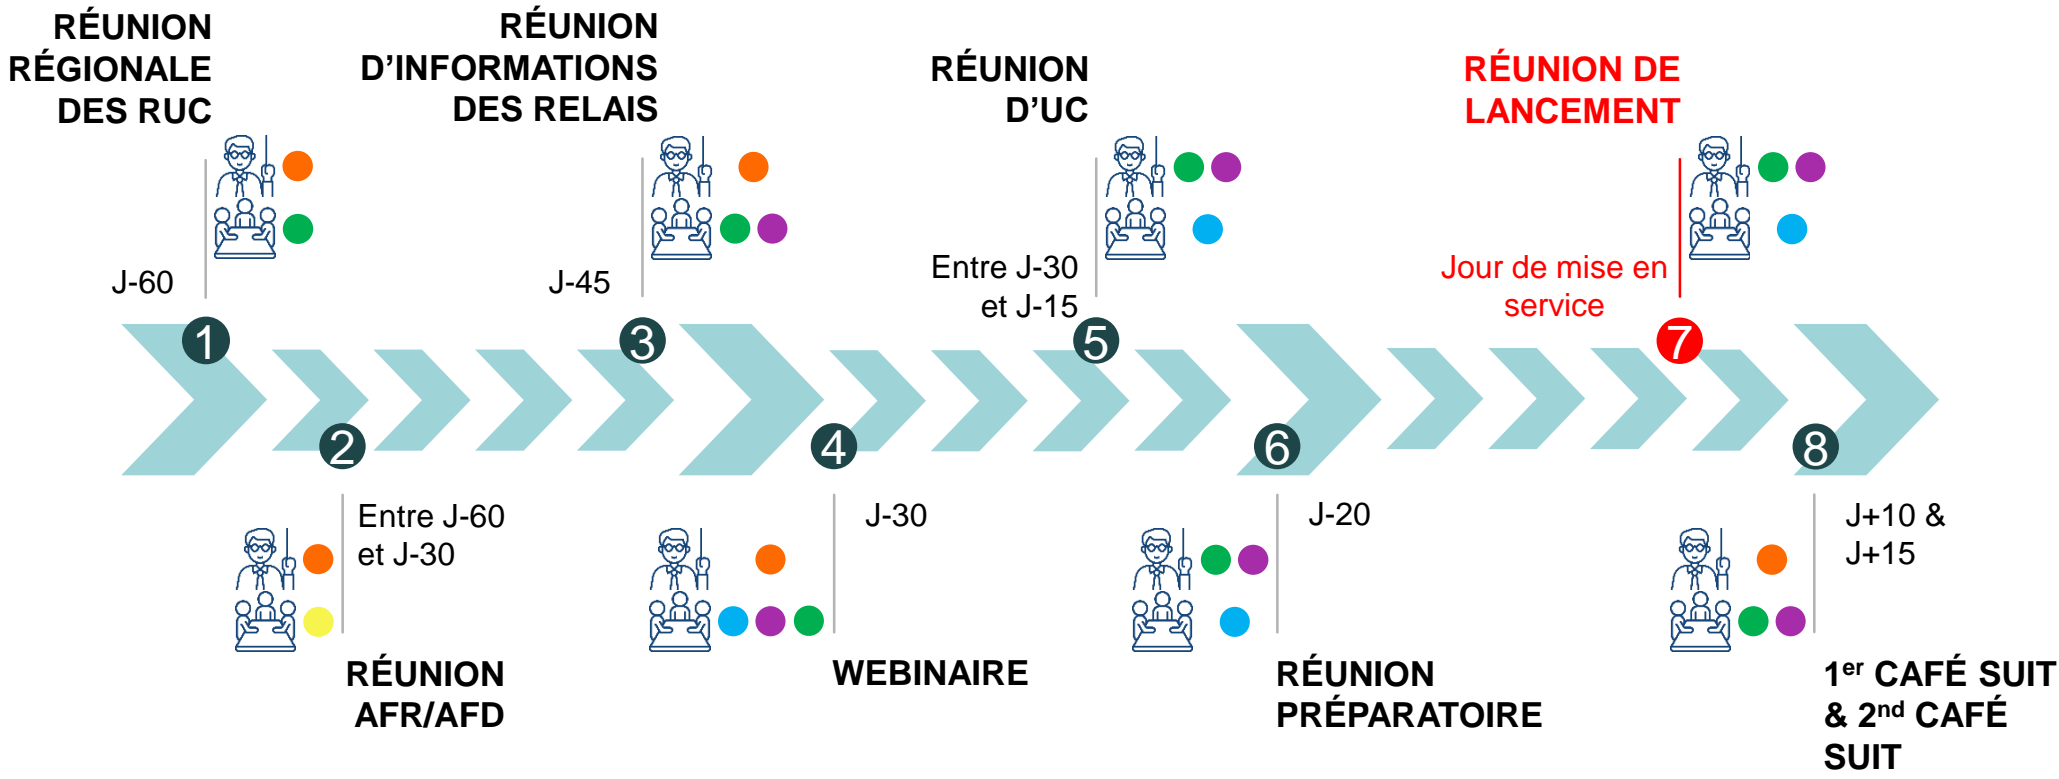 RÉUNION
RÉGIONALE
DES RUC
J-60
1
2
Entre J-60
et J-30
RÉUNION
AFR/AFD
RÉUNION
D’INFORMATIONS
DES RELAIS
J-45
3
4
J-30
WEBINAIRE
RÉUNION
D’UC
Entre J-30
et J-15
5
6
J-20
RÉUNION
PRÉPARATOIRE
RÉUNION DE
LANCEMENT
Jour de mise en
service
7
8
J+10 &
J+15
1er CAFÉ SUIT
& 2nd CAFÉ
SUIT